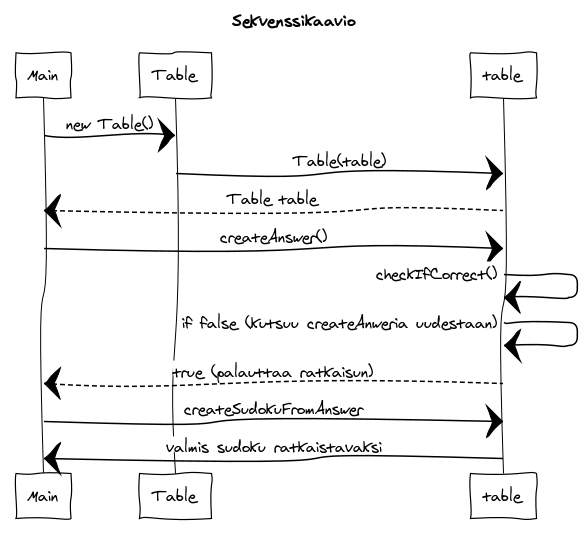 Sekvenssikaavio
Main
Table
table
new Table()
Table(table)
Table table
createAnswer()
checkIfCorrect()
if false (kutsuu createAnweria uudestaan)
true (palauttaa ratkaisun)
createSudokuFromAnswer
valmis sudoku ratkaistavaksi
Main
Table
table